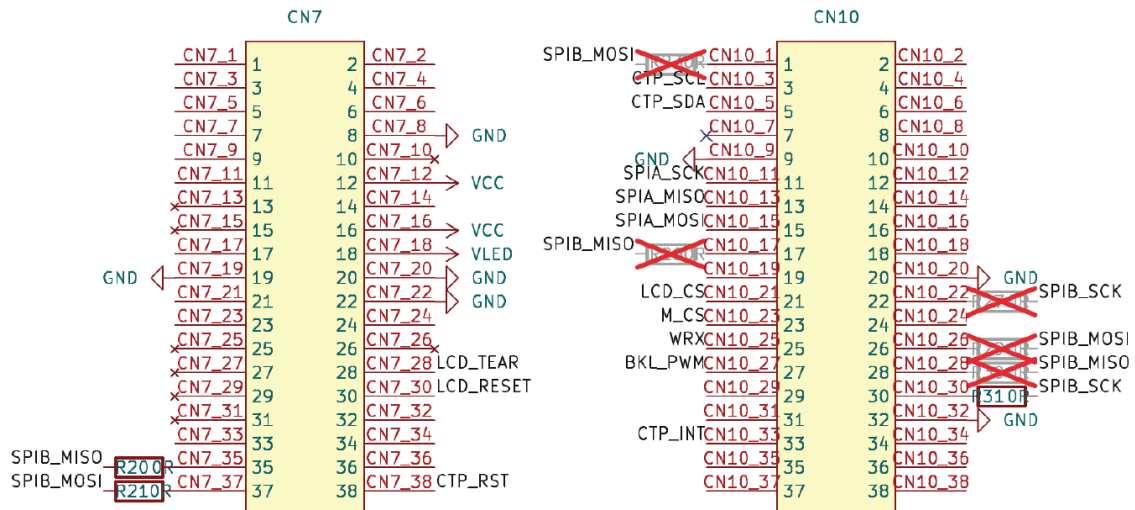 CN7
CN7_1 1 2 CN7_2
CN7_3 3 4 CN7_4
CN7_5 5 6 CN7_6
CN7_7 7 8 CN7_8 GND
CN7_9 9 10 CN7_10
CN7_11 11 12 CN7_12 VCC
CN7_13 13 14 CN7_14
CN7_15 15 16 CN7_16 VCC
CN7_17 17 18 CN7_18 VLED
GND CN7_19 19 20 CN7_20 GND
CN7_21 21 22 CN7_22 GND
CN7_23 23 24 CN7_24
CN7_25 25 26 CN7_26
CN7_27 27 28 CN7_28 LCD_TEAR
CN7_29 29 30 CN7_30 LCD_RESET
CN7_31 31 32 CN7_32
CN7_33 33 34 CN7_34
SPIB_MISO R200R CN7_35 35 36 CN7_36
SPIB_MOSI R210R CN7_37 37 38 CN7_38 CTP_RST
CN10
SPIB_MOSI CN10_1 1 2 CN10_2
CTP_SCL CN10_3 3 4 CN10_4
CTP_SDA CN10_5 5 6 CN10_6
CN10_7 7 8 CN10_8
GND CN10_9 9 10 CN10_10
SPIA_SCK CN10_11 11 12 CN10_12
SPIA_MISO CN10_13 13 14 CN10_14
SPIA_MOSI CN10_15 15 16 CN10_16
SPIB_MISO CN10_17 17 18 CN10_18
CN10_19 19 20 CN10_20 GND
LCD_CS CN10_21 21 22 CN10_22 SPIB_SCK
M_CS CN10_23 23 24 CN10_24
WRX CN10_25 25 26 CN10_26 SPIB_MOSI
BKL_PWM CN10_27 27 28 CN10_28 SPIB_MISO
CN10_29 29 30 CN10_30 R310R SPIB_SCK
CN10_31 31 32 CN10_32 GND
CTP_INT CN10_33 33 34 CN10_34
CN10_35 35 36 CN10_36
CN10_37 37 38 CN10_38